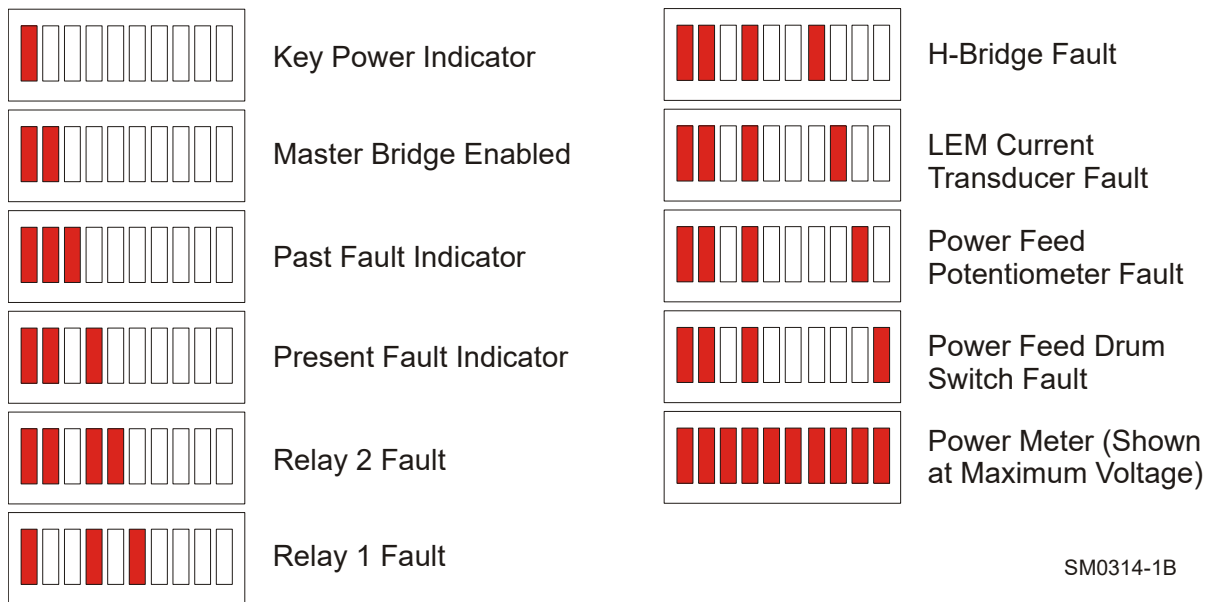 Key Power Indicator
Master Bridge Enabled
Past Fault Indicator
Present Fault Indicator
Relay 2 Fault
Relay 1 Fault
H-Bridge Fault
LEM Current
Transducer Fault
Power Feed
Potentiometer Fault
Power Feed Drum
Switch Fault
Power Meter (Shown
at Maximum Voltage)
SM0314-1B